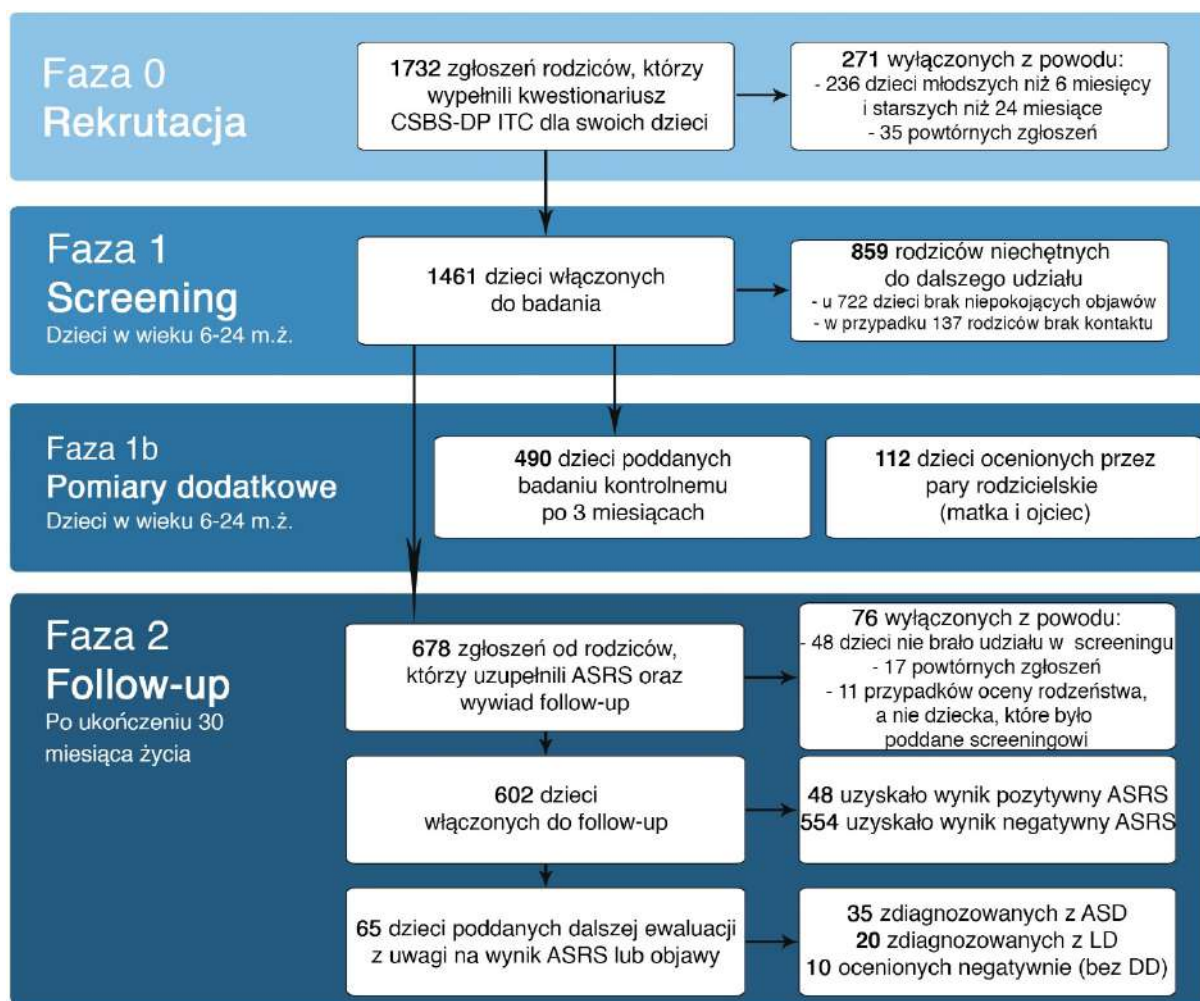 Faza 0
Rekrutacja
1732 zgłoszeń rodziców, którzy
wypełnili kwestionariusz
CSBS-DP ITC dla swoich dzieci
271 wyłączonych z powodu:
- 236 dzieci młodszych niż 6 miesięcy
i starszych niż 24 miesiące
- 35 powtórnych zgłoszeń
Faza 1
Screening
Dzieci w wieku 6-24 m.ż.
1461 dzieci włączonych
do badania
859 rodziców niechętnych
do dalszego udziału
- u 722 dzieci brak niepokojących objawów
- w przypadku 137 rodziców brak kontaktu
Faza 1b
Pomiary dodatkowe
Dzieci w wieku 6-24 m.ż.
490 dzieci poddanych
badaniu kontrolnemu
po 3 miesiącach
112 dzieci ocenionych przez
pary rodzicielskie
(matka i ojciec)
Faza 2
Follow-up
Po ukończeniu 30
miesiąca życia
678 zgłoszeń od rodziców,
którzy uzupełnili ASRS oraz
wywiad follow-up
76 wyłączonych z powodu:
- 48 dzieci nie brało udziału w screeningu
- 17 powtórnych zgłoszeń
- 11 przypadków oceny rodzeństwa,
a nie dziecka, które było
poddane screeningowi
602 dzieci
włączonych do follow-up
48 uzyskało wynik pozytywny ASRS
554 uzyskało wynik negatywny ASRS
65 dzieci poddanych dalszej ewaluacji
z uwagi na wynik ASRS lub objawy
35 zdiagnozowanych z ASD
20 zdiagnozowanych z LD
10 ocenionych negatywnie (bez DD)